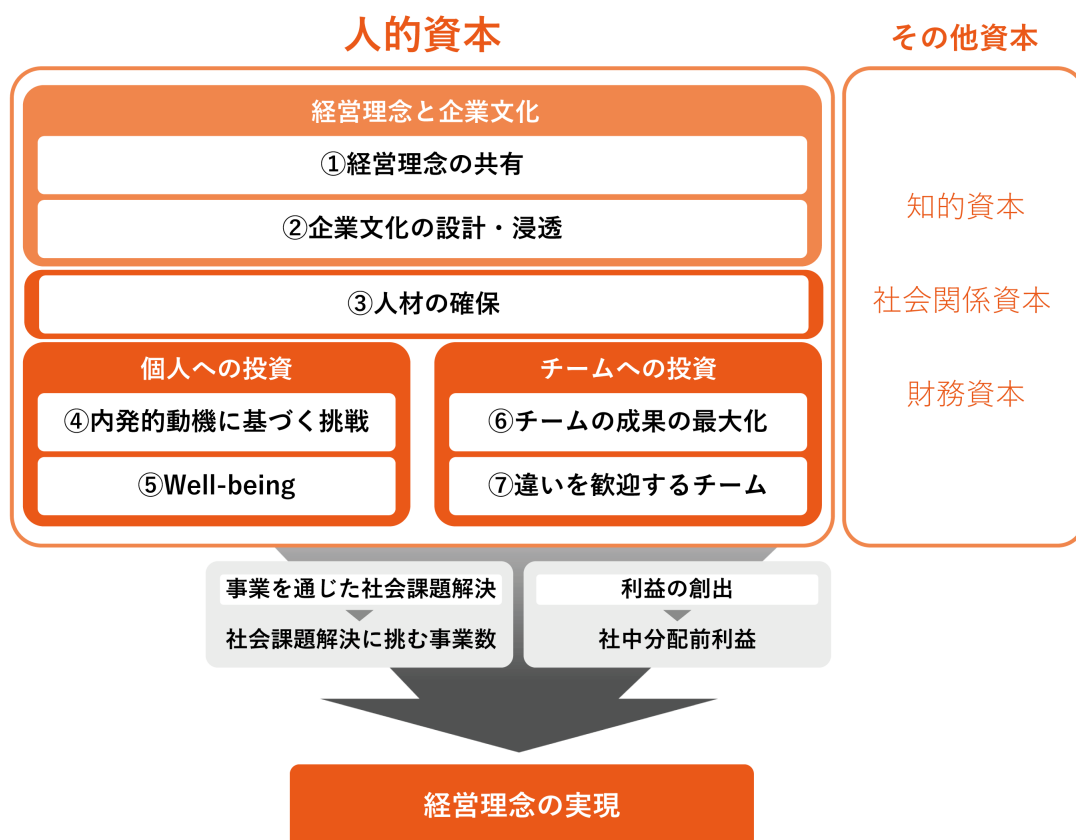 人的資本
その他資本
経営理念と企業文化
①経営理念の共有
②企業文化の設計・浸透
③人材の確保
個人への投資
④内発的動機に基づく挑戦
⑤Well-being
チームへの投資
⑥チームの成果の最大化
⑦違いを歓迎するチーム
知的資本
社会関係資本
財務資本
事業を通じた社会課題解決
社会課題解決に挑む事業数
利益の創出
社中分配前利益
経営理念の実現